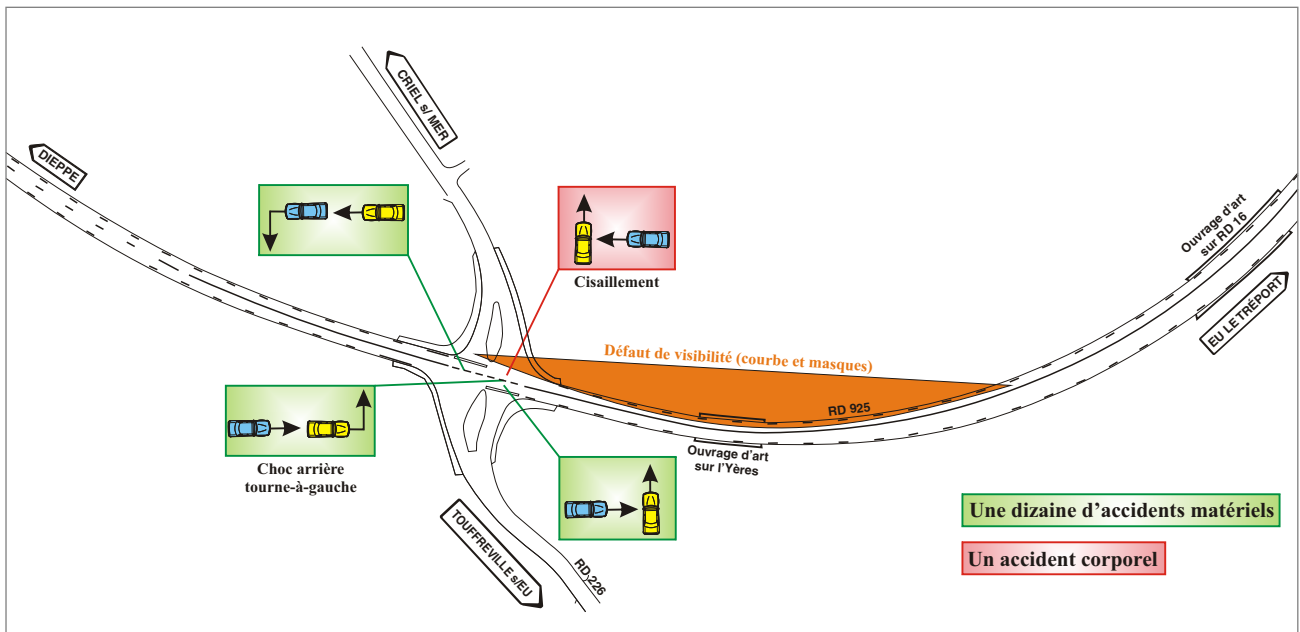 CRIEL s/ MER
DIEPPE
Cisaillement
Ouvrage d'art
sur RD 16
EU LE TRÉPORT
Défaut de visibilité (courbe et masques)
RD 925
Ouvrage d'art
sur l'Yères
Choc arrière
tourne-à-gauche
TOUFFREVILLE s/EU
RD 226
Une dizaine d'accidents matériels
Un accident corporel